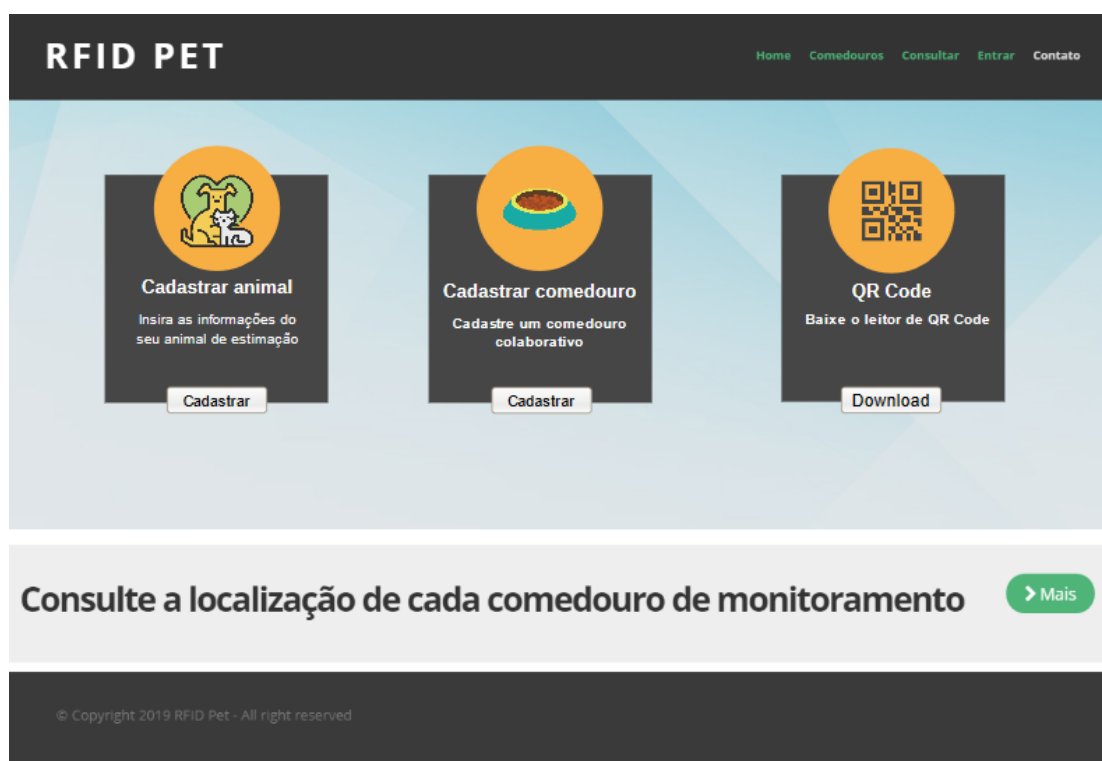 RFID PET
Home Comedouros Consultar Entrar Contato
Cadastrar animal
Insira as informações do
seu animal de estimação
Cadastrar
Cadastrar comedouro
Cadastre um comedouro
colaborativo
Cadastrar
QR Code
Baixe o leitor de QR Code
Download
Consulte a localização de cada comedouro de monitoramento
Mais
© Copyright 2019 RFID Pet - All right reserved